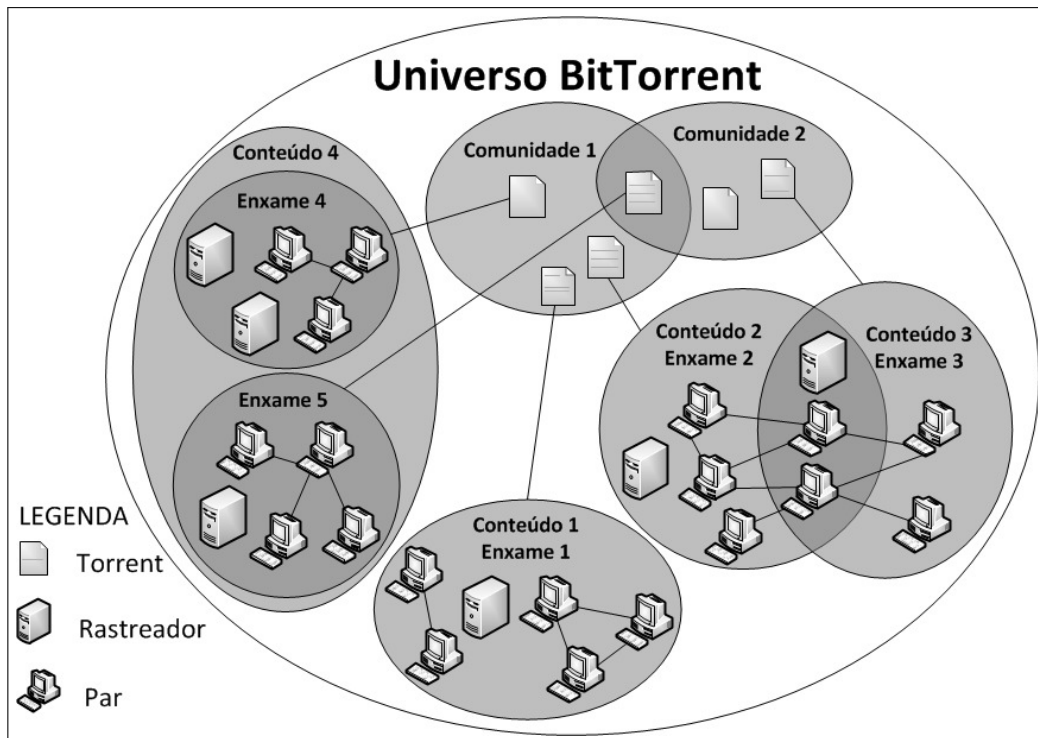 Universo BitTorrent
Conteúdo 4
Enxame 4
Enxame 5
Comunidade 1
Comunidade 2
Conteúdo 2
Enxame 2
Conteúdo 3
Enxame 3
Conteúdo 1
Enxame 1
LEGENDA
Torrent
Rastreador
Par